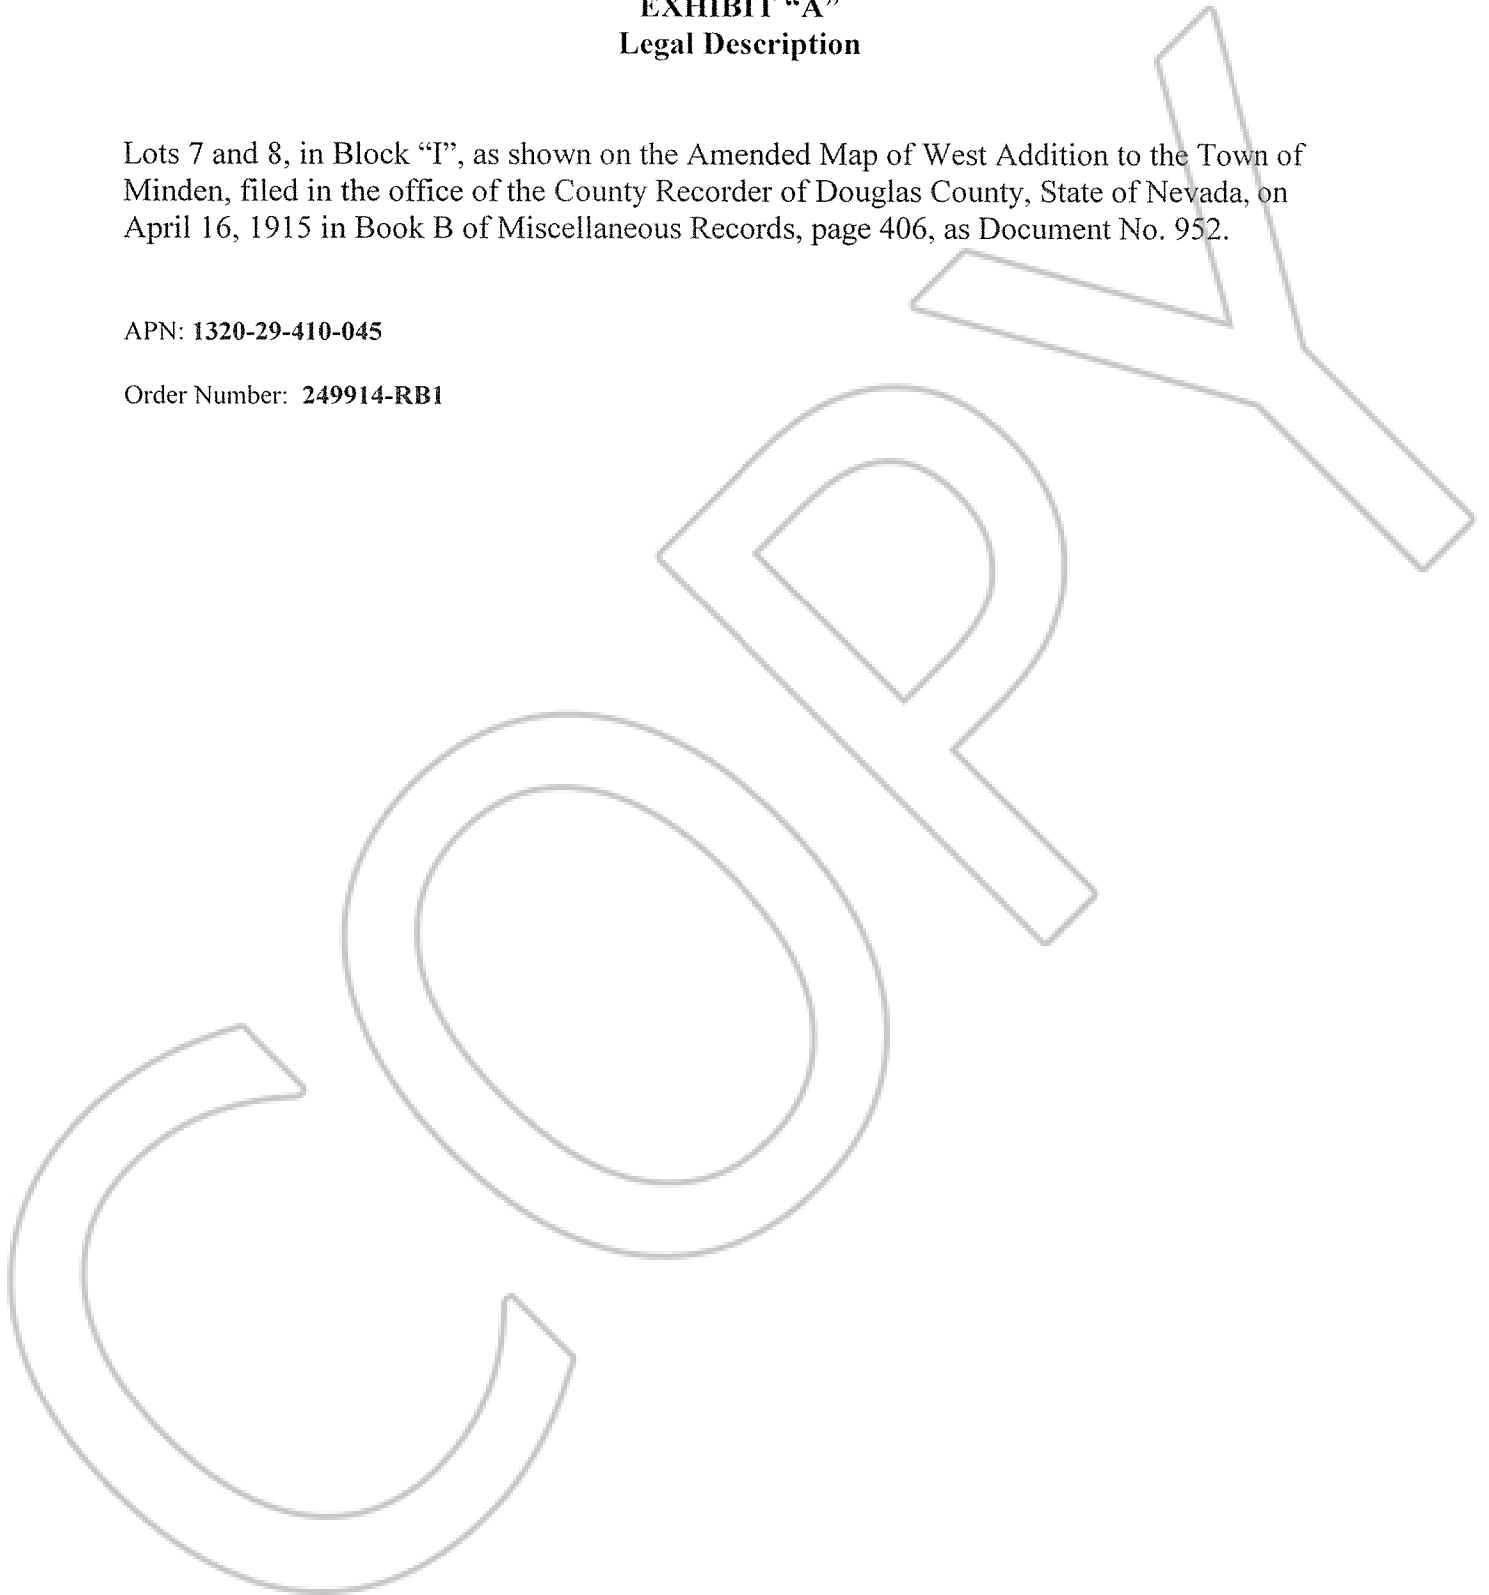 EXHIBIT “A”
Legal Description
Lots 7 and 8, in Block “I”, as shown on the Amended Map of West Addition to the Town of
Minden, filed in the office of the County Recorder of Douglas County, State of Nevada, on
April 16, 1915 in Book B of Miscellaneous Records, page 406, as Document No. 952.
APN: 1320-29-410-045
Order Number: 249914-RB1
COPY